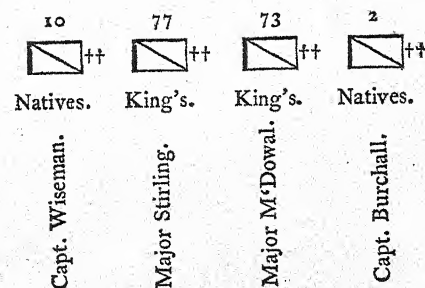 10 77 73 2
†† †† †† ††
Natives. King's. King's. Natives.
Capt. Wiseman.
Major Stirling.
Major M‘Dowal.
Capt. Burchall.